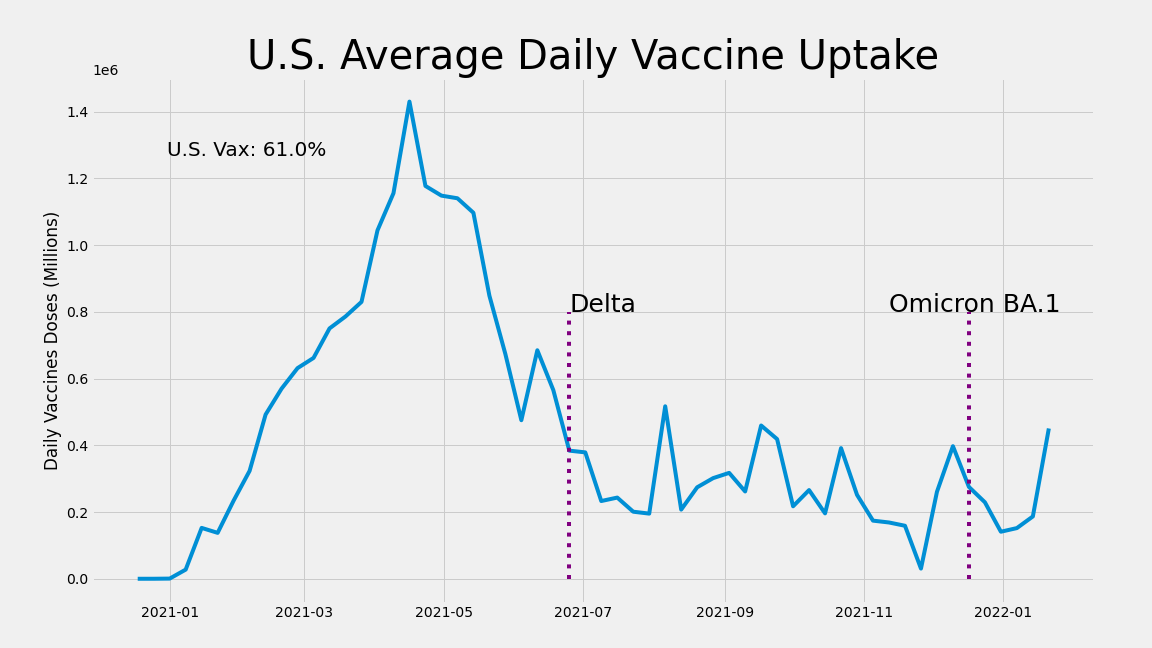 U.S. Average Daily Vaccine Uptake
1e6
1.4
U.S. Vax: 61.0%
1.2
1.0
Daily Vaccines Doses (Millions)
Delta
Omicron BA.1
0.8
0.6
0.4
0.2
0.0
2021-01
2021-03
2021-05
2021-07
2021-09
2021-11
2022-01